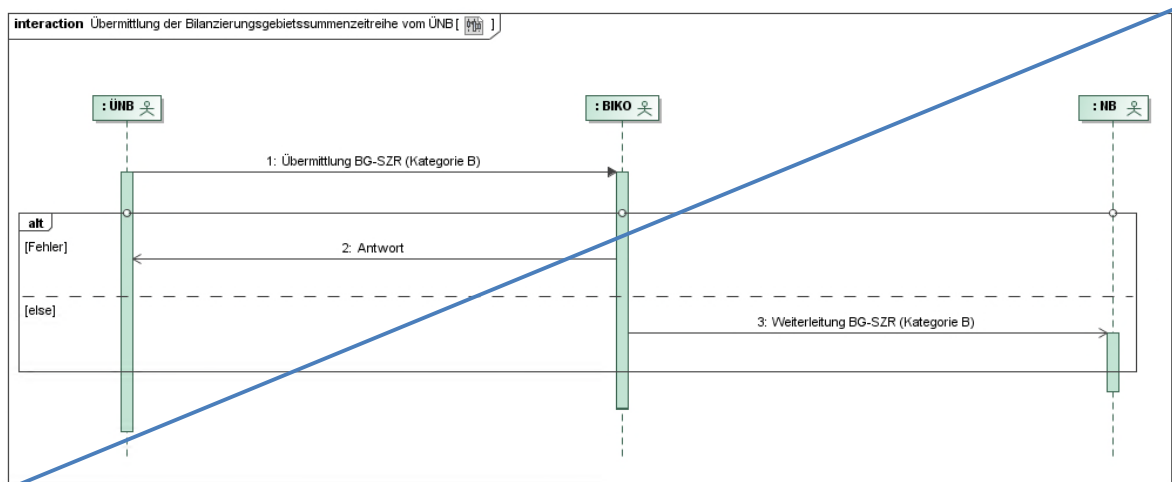 interaction Übermittlung der Bilanzierungsgebietssummenzeitreihe vom ÜNB [ ]
: ÜNB : BIKO : NB
1: Übermittlung BG-SZR (Kategorie B)
alt
[Fehler] 2: Antwort
[else]
3: Weiterleitung BG-SZR (Kategorie B)